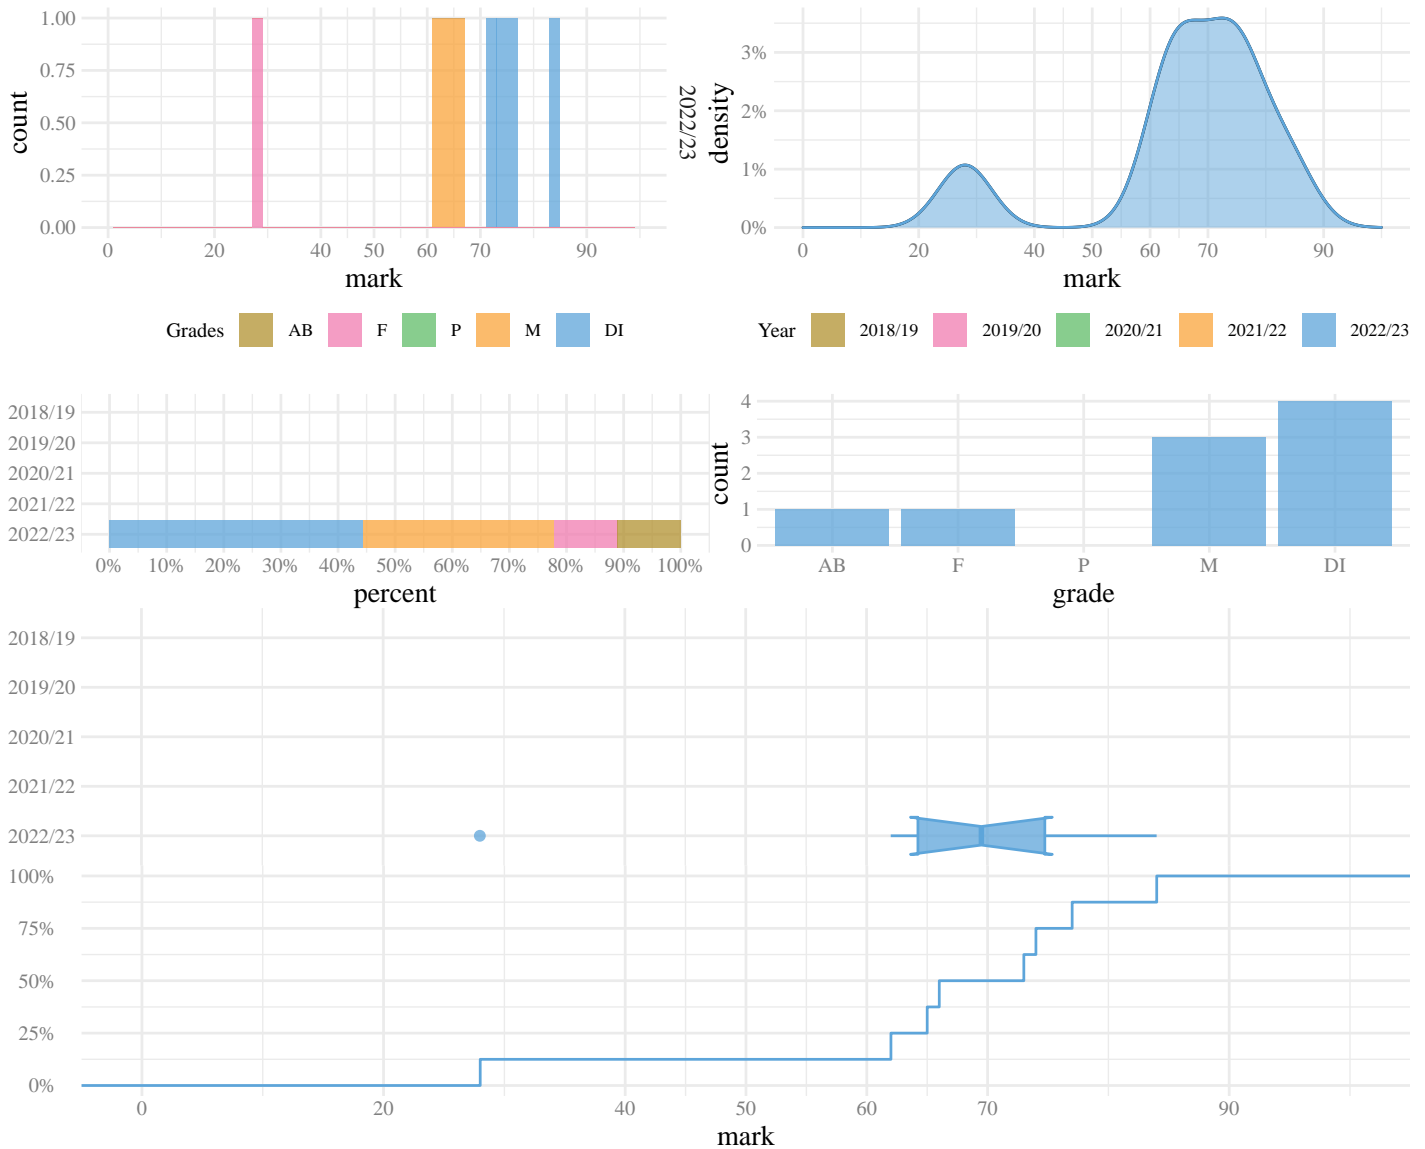 1.00
0.75
0.50
0.25
0.00
count
0 20 40 50 60 70 90
mark
2022/23
density
3%
2%
1%
0%
0 20 40 50 60 70 90
mark
Grades AB F P M DI
Year 2018/19 2019/20 2020/21 2021/22 2022/23
2018/19
2019/20
2020/21
2021/22
2022/23
0% 10% 20% 30% 40% 50% 60% 70% 80% 90% 100%
percent
count
4
3
2
1
0
AB F P M DI
grade
2018/19
2019/20
2020/21
2021/22
2022/23
100%
75%
50%
25%
0%
0 20 40 50 60 70 90
mark